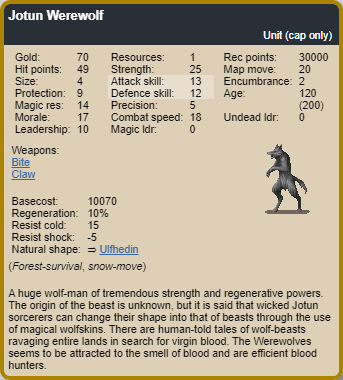 Jotun Werewolf
Unit (cap only)
Gold: 70 Resources: 1 Rec points: 30000
Hit points: 49 Strength: 25 Map move: 20
Size: 4 Attack skill: 13 Encumbrance: 2
Protection: 9 Defence skill: 12 Age: 120
Magic res: 14 Precision: 5 (200)
Morale: 17 Combat speed: 18 Undead ldr: 0
Leadership: 10 Magic ldr: 0
Weapons:
Bite
Claw
Basecost: 10070
Regeneration: 10%
Resist cold: 15
Resist shock: -5
Natural shape: ⇒ Ulfhedin
(Forest-survival, snow-move)
A huge wolf-man of tremendous strength and regenerative powers.
The origin of the beast is unknown, but it is said that wicked Jotun
sorcerers can change their shape into that of beasts through the use
of magical wolfskins. There are human-told tales of wolf-beasts
ravaging entire lands in search for virgin blood. The Werewolves
seems to be attracted to the smell of blood and are efficient blood
hunters.